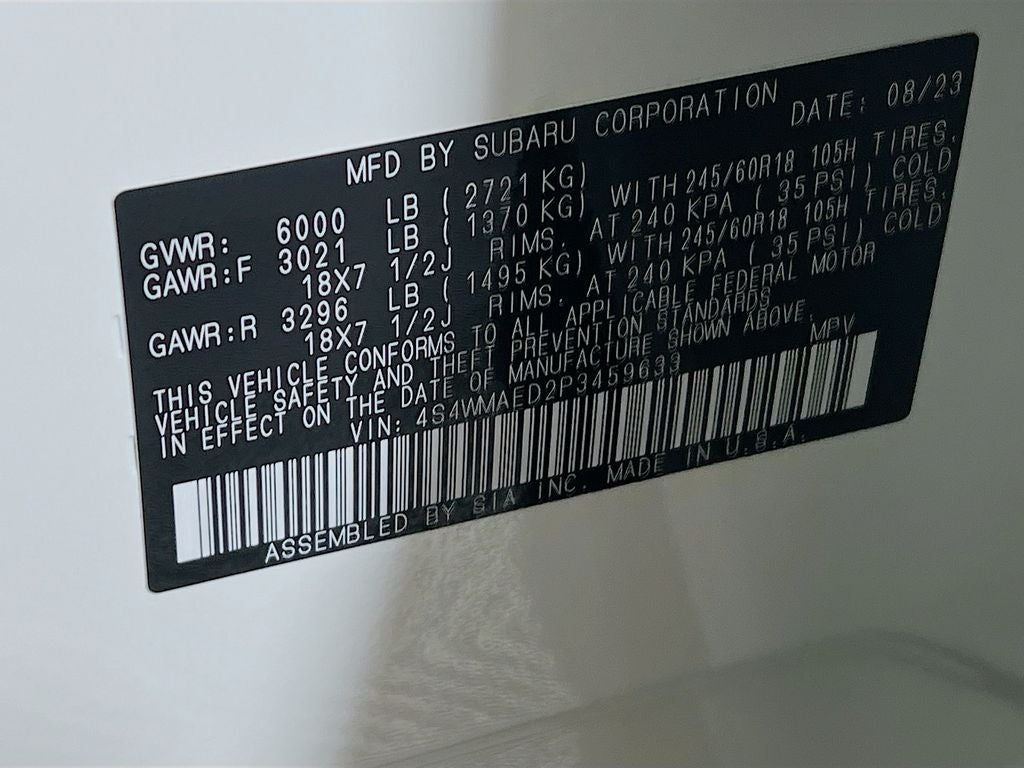 MFD BY SUBARU CORPORATION DATE: 08/23
GVWR: 6000 LB ( 2721 KG)
GAWR:F 3021 LB ( 1370 KG) WITH 245/60R18 105H TIRES,
18X7 1/2J RIMS, AT 240 KPA ( 35 PSI) COLD
GAWR:R 3296 LB ( 1495 KG) WITH 245/60R18 105H TIRES,
18X7 1/2J RIMS, AT 240 KPA ( 35 PSI) COLD
THIS VEHICLE CONFORMS TO ALL APPLICABLE FEDERAL MOTOR
VEHICLE SAFETY AND THEFT PREVENTION STANDARDS
IN EFFECT ON THE DATE OF MANUFACTURE SHOWN ABOVE.
VIN: 4S4WMAED2P3459633 MPV
ASSEMBLED BY SIA INC. MADE IN U.S.A.